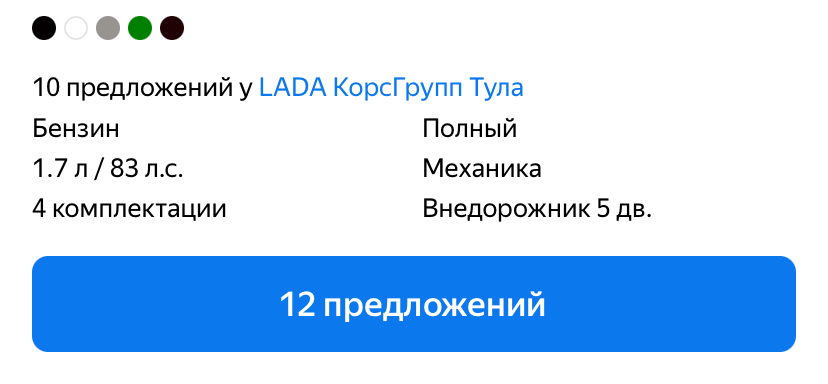 10 предложений у LADA КорсГрупп Тула
Бензин
Полный
1.7 л / 83 л.с.
Механика
4 комплектации
Внедорожник 5 дв.
12 предложений